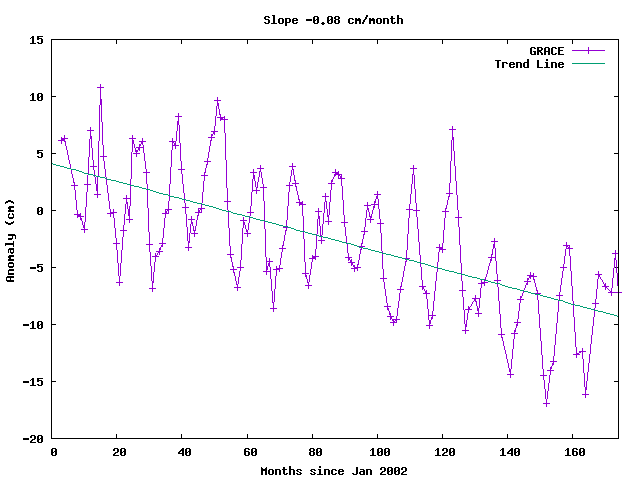 Slope -0.08 cm/month
GRACE
Trend Line
15
10
5
0
-5
-10
-15
-20
Anomaly (cm)
0 20 40 60 80 100 120 140 160
Months since Jan 2002